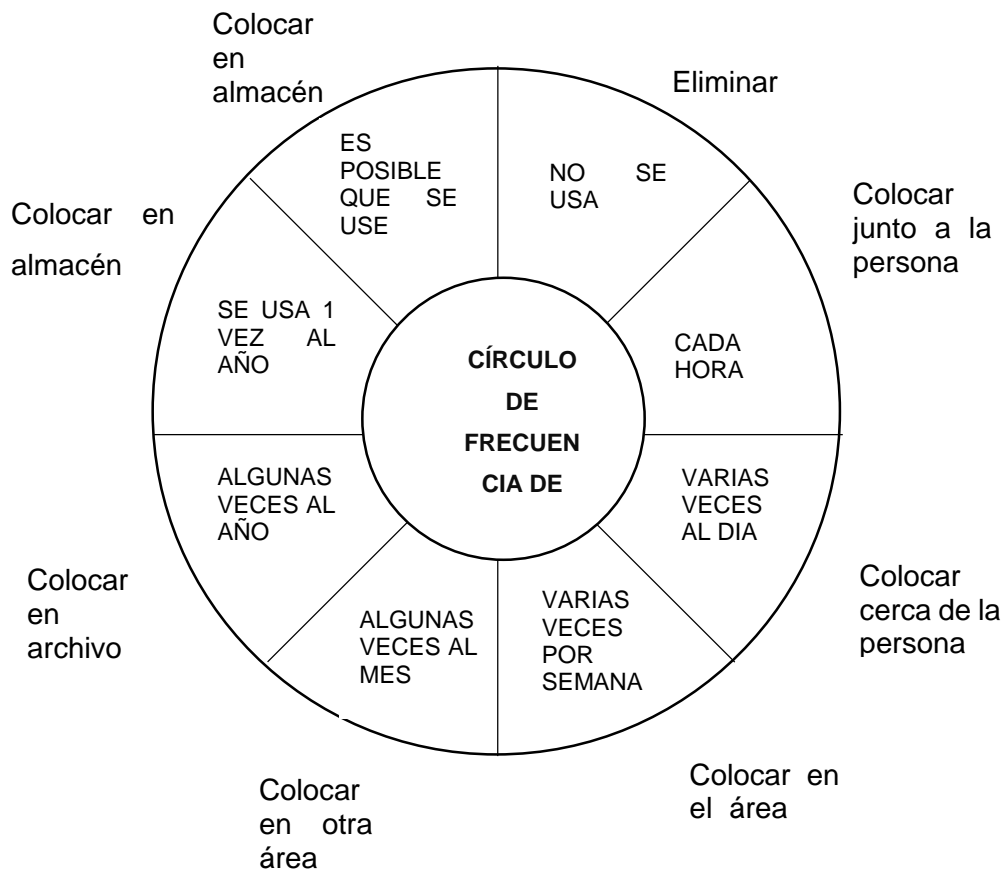 Colocar
en
almacén
Eliminar
ES
POSIBLE
QUE SE
USE
NO SE
USA
Colocar en
almacén
Colocar
junto a la
persona
SE USA 1
VEZ AL
AÑO
CÍRCULO
DE
FRECUEN
CIA DE
CADA
HORA
ALGUNAS
VECES AL
AÑO
VARIAS
VECES
AL DIA
Colocar
en
archivo
ALGUNAS
VECES AL
MES
VARIAS
VECES
POR
SEMANA
Colocar
cerca de la
persona
Colocar
en otra
área
Colocar en
el área